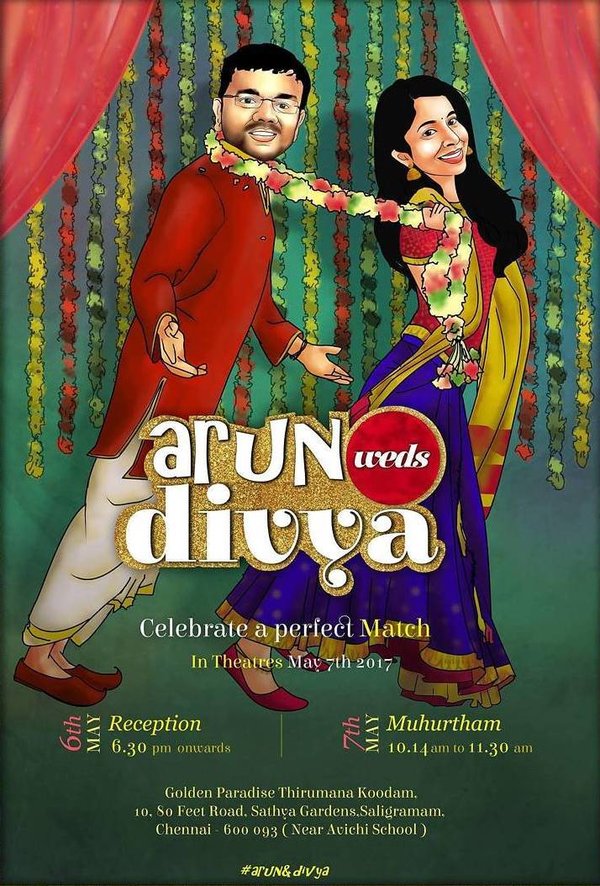 arun weds
divya
Celebrate a perfect Match
In Theatres May 7th 2017
6th MAY Reception
6.30 pm onwards
7th MAY Muhurtham
10.14 am to 11.30 am
Golden Paradise Thirumana Koodam,
10, 80 Feet Road, Sathya Gardens,Saligramam,
Chennai - 600 093 ( Near Avichi School )
#arun&divya